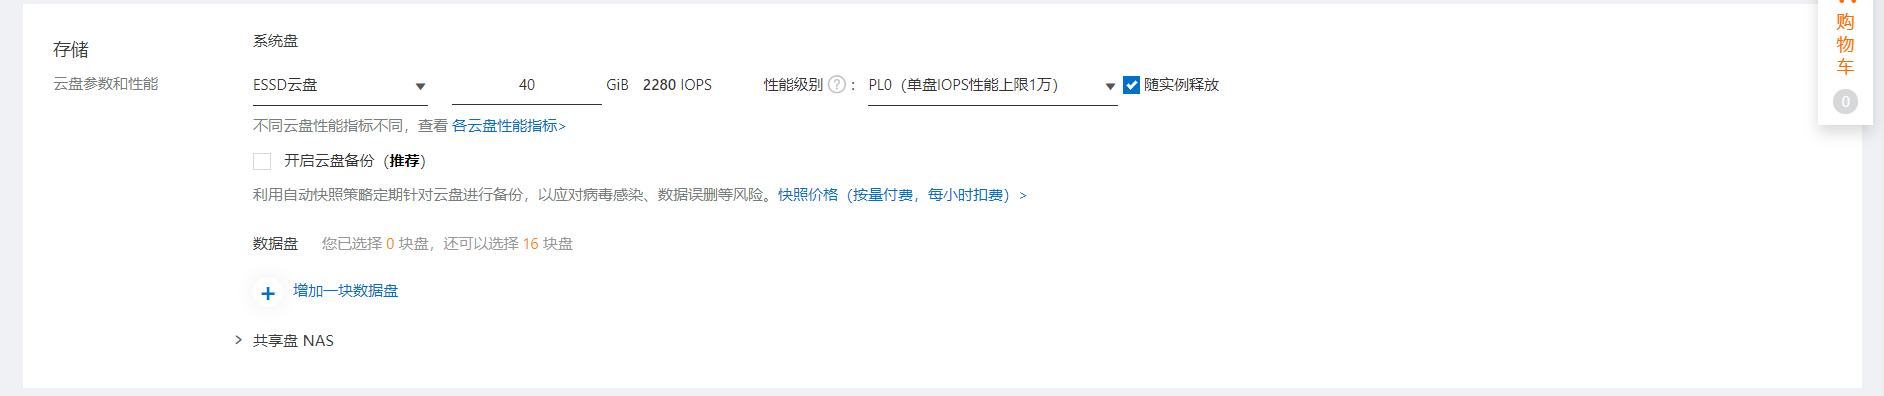 存储
云盘参数和性能
系统盘
ESSD云盘 40 GiB 2280 IOPS 性能级别 ? : PL0（单盘IOPS性能上限1万） 随实例释放
不同云盘性能指标不同，查看 各云盘性能指标>
开启云盘备份（推荐）
利用自动快照策略定期针对云盘进行备份，以应对病毒感染、数据误删等风险。快照价格（按量付费，每小时扣费） >
数据盘 您已选择 0 块盘，还可以选择 16 块盘
+ 增加一块数据盘
> 共享盘 NAS
购
物
车
0